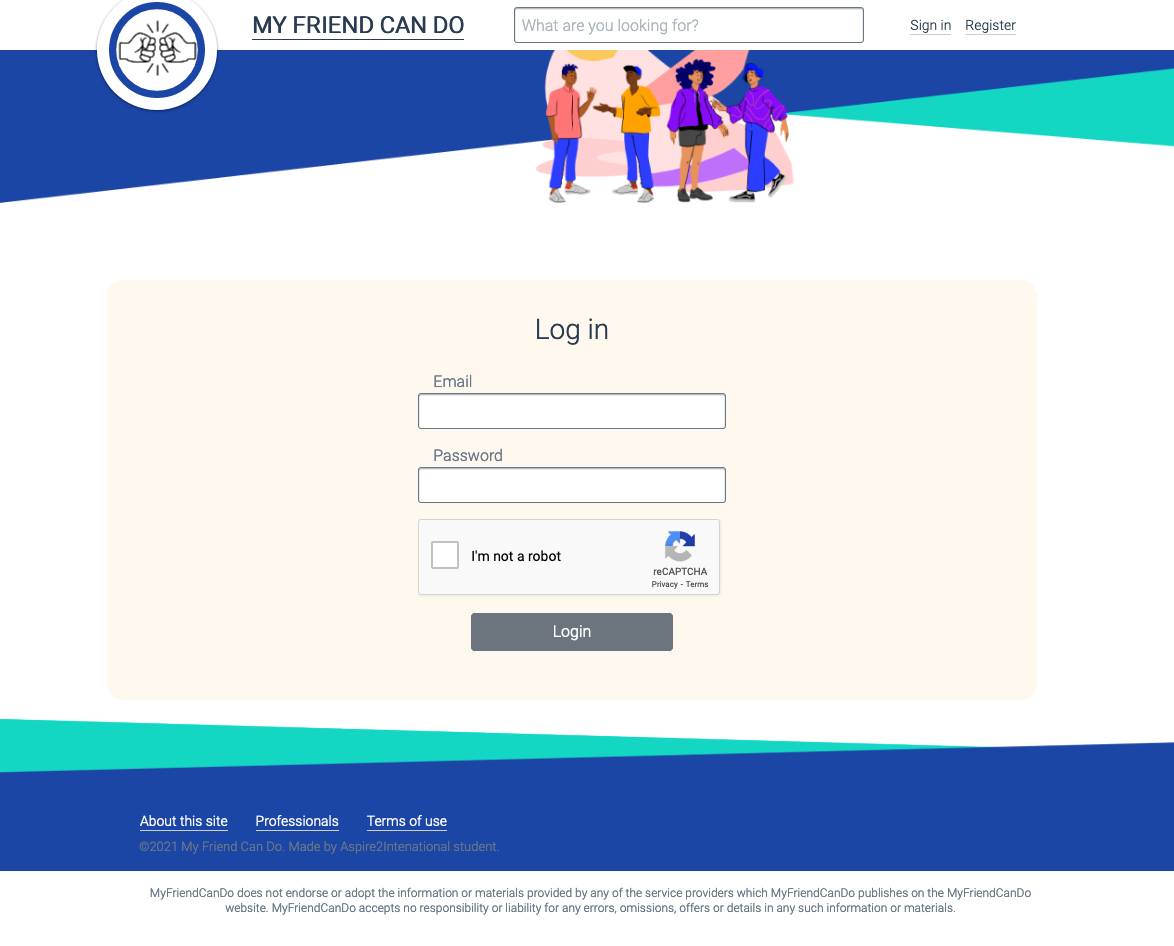 MY FRIEND CAN DO
What are you looking for?
Sign in
Register
Log in
Email
Password
I'm not a robot
reCAPTCHA
Privacy - Terms
Login
About this site
Professionals
Terms of use
©2021 My Friend Can Do. Made by Aspire2Intenational student.
MyFriendCanDo does not endorse or adopt the information or materials provided by any of the service providers which MyFriendCanDo publishes on the MyFriendCanDo
website. MyFriendCanDo accepts no responsibility or liability for any errors, omissions, offers or details in any such information or materials.